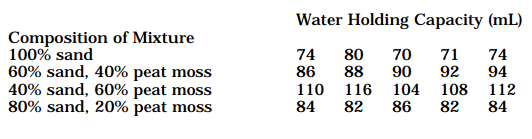 Water Holding Capacity (mL)
Composition of Mixture
100% sand 74 80 70 71 74
60% sand, 40% peat moss 86 88 90 92 94
40% sand, 60% peat moss 110 116 104 108 112
80% sand, 20% peat moss 84 82 86 82 84